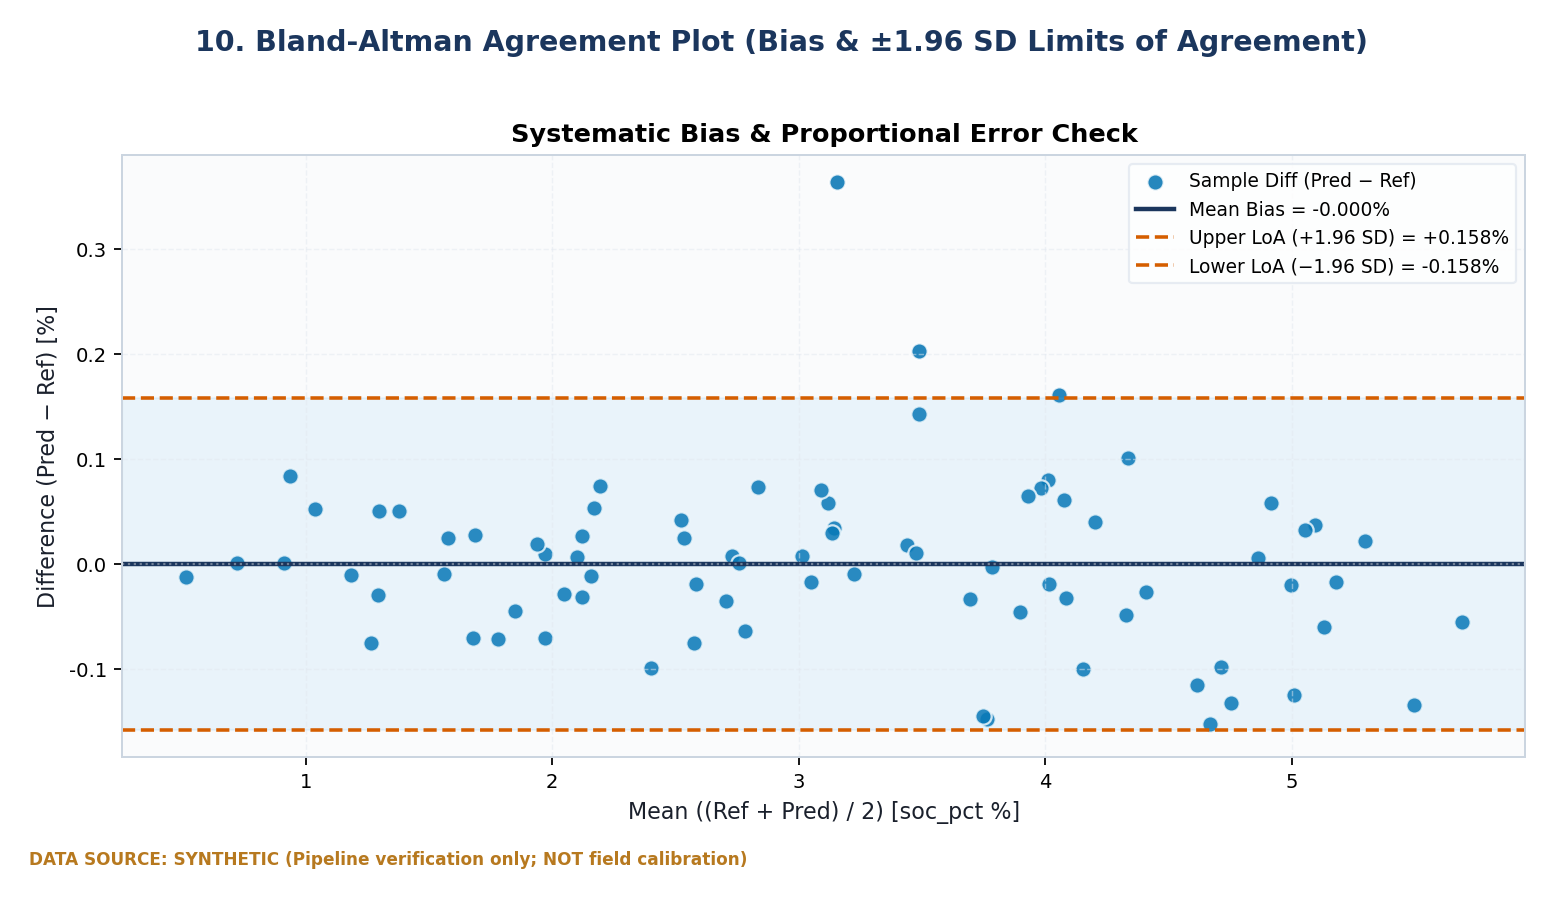 10. Bland-Altman Agreement Plot (Bias & ±1.96 SD Limits of Agreement)
Systematic Bias & Proportional Error Check
Sample Diff (Pred − Ref)
Mean Bias = -0.000%
Upper LoA (+1.96 SD) = +0.158%
Lower LoA (−1.96 SD) = -0.158%
Difference (Pred − Ref) [%]
0.3
0.2
0.1
0.0
-0.1
1
2
3
4
5
Mean ((Ref + Pred) / 2) [soc_pct %]
DATA SOURCE: SYNTHETIC (Pipeline verification only; NOT field calibration)